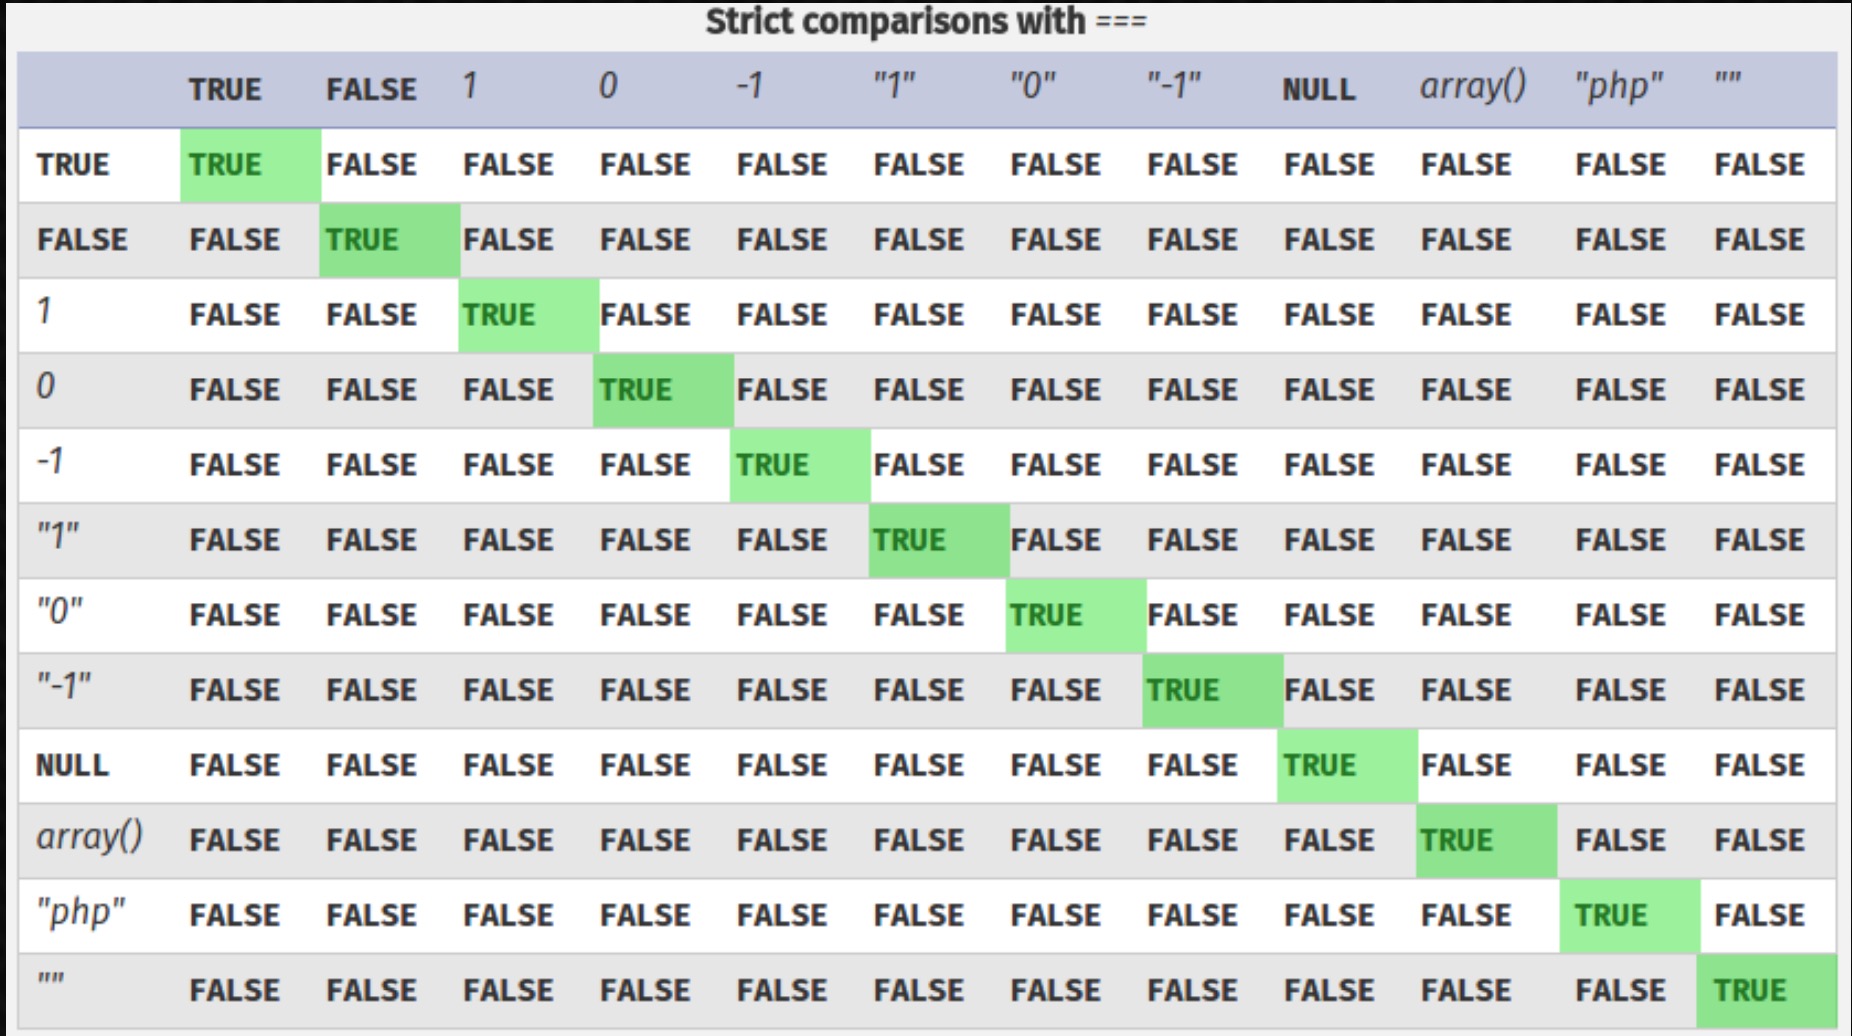 Strict comparisons with ===
TRUE FALSE 1 0 -1 "1" "0" "-1" NULL array() "php" ""
TRUE TRUE FALSE FALSE FALSE FALSE FALSE FALSE FALSE FALSE FALSE FALSE FALSE
FALSE FALSE TRUE FALSE FALSE FALSE FALSE FALSE FALSE FALSE FALSE FALSE FALSE
1 FALSE FALSE TRUE FALSE FALSE FALSE FALSE FALSE FALSE FALSE FALSE FALSE
0 FALSE FALSE FALSE TRUE FALSE FALSE FALSE FALSE FALSE FALSE FALSE FALSE
-1 FALSE FALSE FALSE FALSE TRUE FALSE FALSE FALSE FALSE FALSE FALSE FALSE
"1" FALSE FALSE FALSE FALSE FALSE TRUE FALSE FALSE FALSE FALSE FALSE FALSE
"0" FALSE FALSE FALSE FALSE FALSE FALSE TRUE FALSE FALSE FALSE FALSE FALSE
"-1" FALSE FALSE FALSE FALSE FALSE FALSE FALSE TRUE FALSE FALSE FALSE FALSE
NULL FALSE FALSE FALSE FALSE FALSE FALSE FALSE FALSE TRUE FALSE FALSE FALSE
array() FALSE FALSE FALSE FALSE FALSE FALSE FALSE FALSE FALSE TRUE FALSE FALSE
"php" FALSE FALSE FALSE FALSE FALSE FALSE FALSE FALSE FALSE FALSE TRUE FALSE
"" FALSE FALSE FALSE FALSE FALSE FALSE FALSE FALSE FALSE FALSE FALSE TRUE